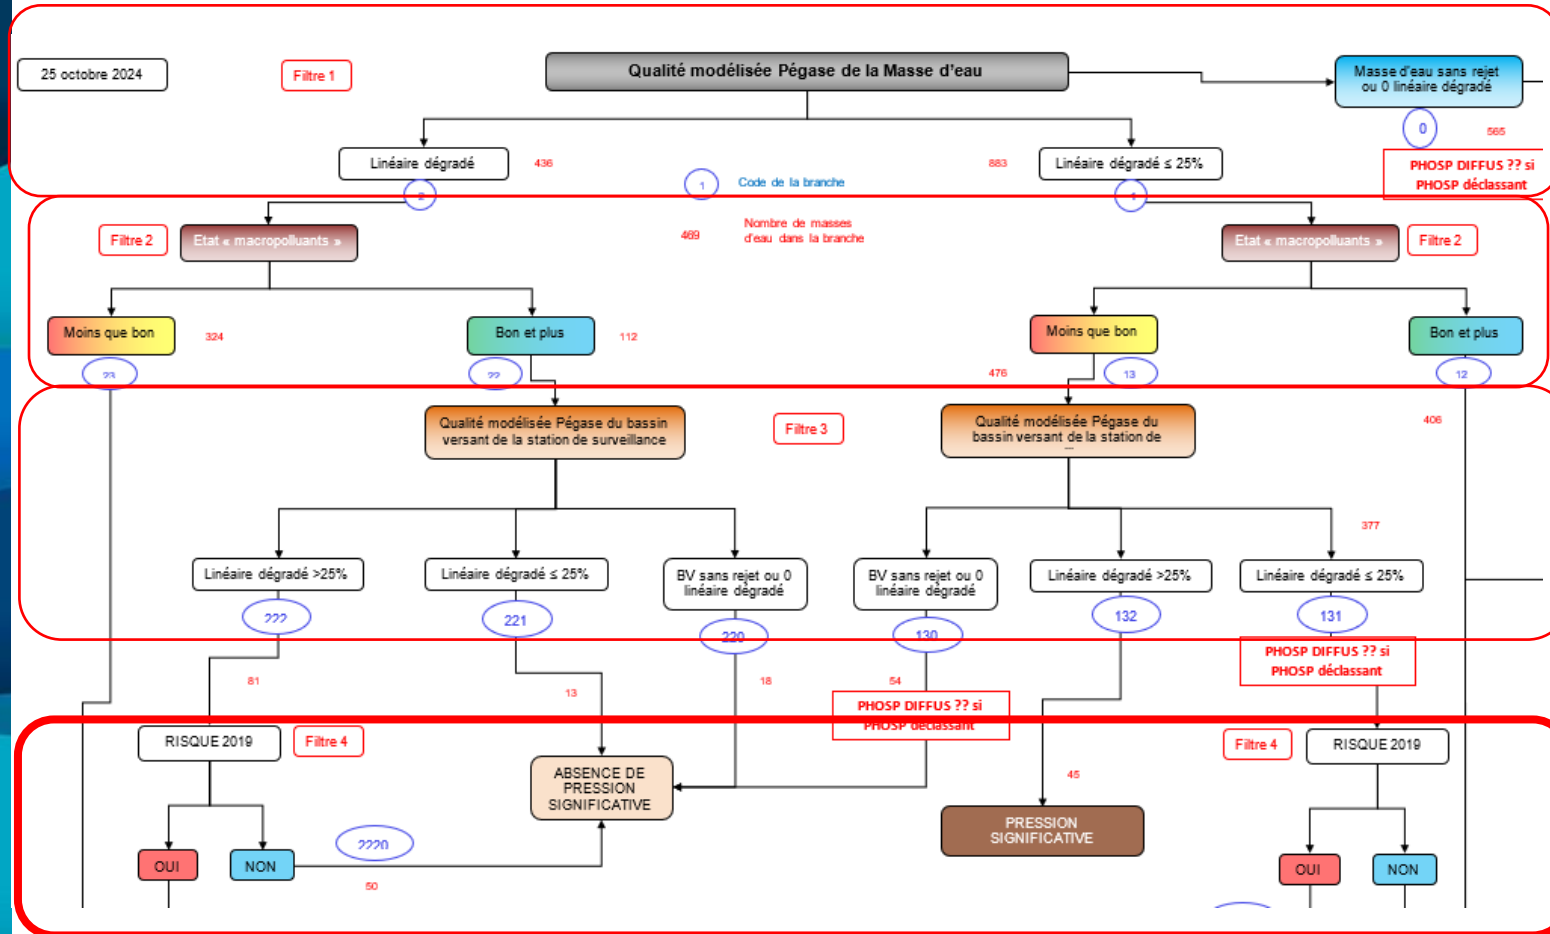 25 octobre 2024
Filtre 1
Qualité modélisée Pégase de la Masse d'eau
Masse d'eau sans rejet
ou 0 linéaire dégradé
0
565
PHOSP DIFFUS ?? si
PHOSP déclassant
Linéaire dégradé
436
2
1
Code de la branche
883
Linéaire dégradé ≤ 25%
1
Filtre 2
Etat « macropolluants »
469
Nombre de masses
d'eau dans la branche
Etat « macropolluants »
Filtre 2
Moins que bon
324
23
Bon et plus
112
22
Moins que bon
476
13
Bon et plus
12
406
Qualité modélisée Pégase du bassin
versant de la station de surveillance
Filtre 3
Qualité modélisée Pégase du
bassin versant de la station de
377
Linéaire dégradé >25%
222
Linéaire dégradé ≤ 25%
221
BV sans rejet ou 0
linéaire dégradé
220
BV sans rejet ou 0
linéaire dégradé
130
Linéaire dégradé >25%
132
Linéaire dégradé ≤ 25%
131
81
13
18
54
PHOSP DIFFUS ?? si
PHOSP déclassant
PHOSP DIFFUS ?? si
PHOSP déclassant
RISQUE 2019
Filtre 4
ABSENCE DE
PRESSION
SIGNIFICATIVE
45
PRESSION
SIGNIFICATIVE
Filtre 4
RISQUE 2019
OUI
NON
2220
50
OUI
NON